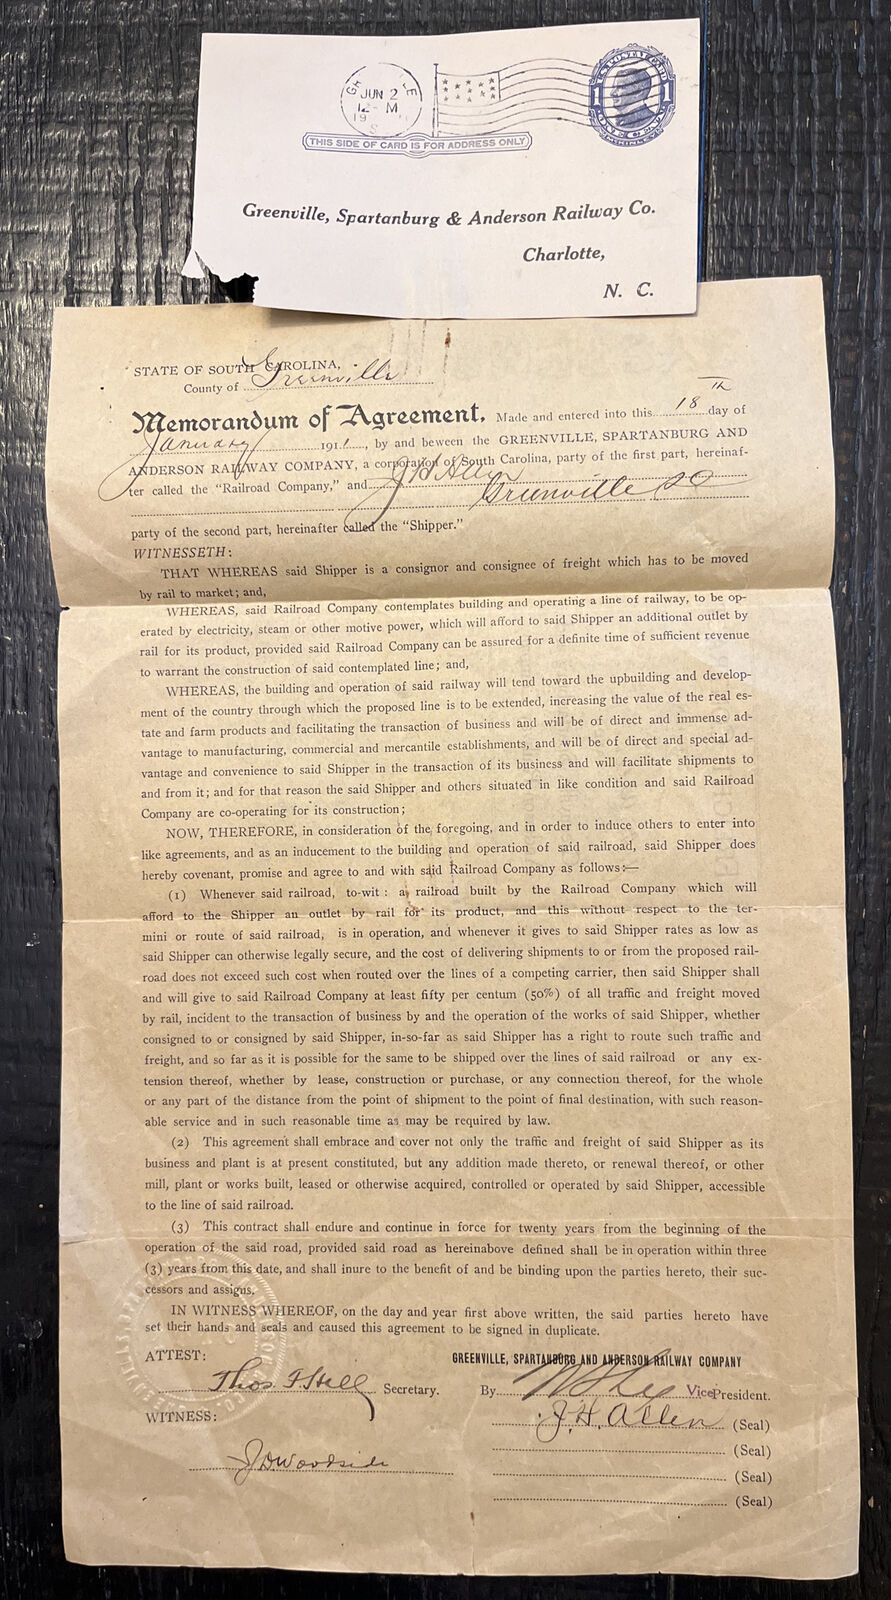 GR LLE
JUN 2
12 - M
19
S
U.S. POSTAL CARD
1 1
McKINLEY
THIS SIDE OF CARD IS FOR ADDRESS ONLY
Greenville, Spartanburg & Anderson Railway Co.
Charlotte,
N. C.
STATE OF SOUTH CAROLINA,
County of Greenville
Memorandum of Agreement, Made and entered into this 18th day of
January 1911, by and beween the GREENVILLE, SPARTANBURG AND
ANDERSON RAILWAY COMPANY, a corporation of South Carolina, party of the first part, hereinaf-
ter called the "Railroad Company," and J H Allen
Greenville SC
party of the second part, hereinafter called the "Shipper."
WITNESSETH:
THAT WHEREAS said Shipper is a consignor and consignee of freight which has to be moved
by rail to market; and,
WHEREAS, said Railroad Company contemplates building and operating a line of railway, to be op-
erated by electricity, steam or other motive power, which will afford to said Shipper an additional outlet by
rail for its product, provided said Railroad Company can be assured for a definite time of sufficient revenue
to warrant the construction of said contemplated line; and,
WHEREAS, the building and operation of said railway will tend toward the upbuilding and develop-
ment of the country through which the proposed line is to be extended, increasing the value of the real es-
tate and farm products and facilitating the transaction of business and will be of direct and immense ad-
vantage to manufacturing, commercial and mercantile establishments, and will be of direct and special ad-
vantage and convenience to said Shipper in the transaction of its business and will facilitate shipments to
and from it; and for that reason the said Shipper and others situated in like condition and said Railroad
Company are co-operating for its construction;
NOW, THEREFORE, in consideration of the foregoing, and in order to induce others to enter into
like agreements, and as an inducement to the building and operation of said railroad, said Shipper does
hereby covenant, promise and agree to and with said Railroad Company as follows:—
(1) Whenever said railroad, to-wit: a railroad built by the Railroad Company which will
afford to the Shipper an outlet by rail for its product, and this without respect to the ter-
mini or route of said railroad, is in operation, and whenever it gives to said Shipper rates as low as
said Shipper can otherwise legally secure, and the cost of delivering shipments to or from the proposed rail-
road does not exceed such cost when routed over the lines of a competing carrier, then said Shipper shall
and will give to said Railroad Company at least fifty per centum (50%) of all traffic and freight moved
by rail, incident to the transaction of business by and the operation of the works of said Shipper, whether
consigned to or consigned by said Shipper, in-so-far as said Shipper has a right to route such traffic and
freight, and so far as it is possible for the same to be shipped over the lines of said railroad or any ex-
tension thereof, whether by lease, construction or purchase, or any connection thereof, for the whole
or any part of the distance from the point of shipment to the point of final destination, with such reason-
able service and in such reasonable time as may be required by law.
(2) This agreement shall embrace and cover not only the traffic and freight of said Shipper as its
business and plant is at present constituted, but any addition made thereto, or renewal thereof, or other
mill, plant or works built, leased or otherwise acquired, controlled or operated by said Shipper, accessible
to the line of said railroad.
(3) This contract shall endure and continue in force for twenty years from the beginning of the
operation of the said road, provided said road as hereinabove defined shall be in operation within three
(3) years from this date, and shall inure to the benefit of and be binding upon the parties hereto, their suc-
cessors and assigns.
IN WITNESS WHEREOF, on the day and year first above written, the said parties hereto have
set their hands and seals and caused this agreement to be signed in duplicate.
ATTEST: GREENVILLE, SPARTANBURG AND ANDERSON RAILWAY COMPANY
Thos F Hill Secretary. By W S Lee Vice President.
WITNESS: J. H. Allen (Seal)
(Seal)
J D Woodside (Seal)
(Seal)